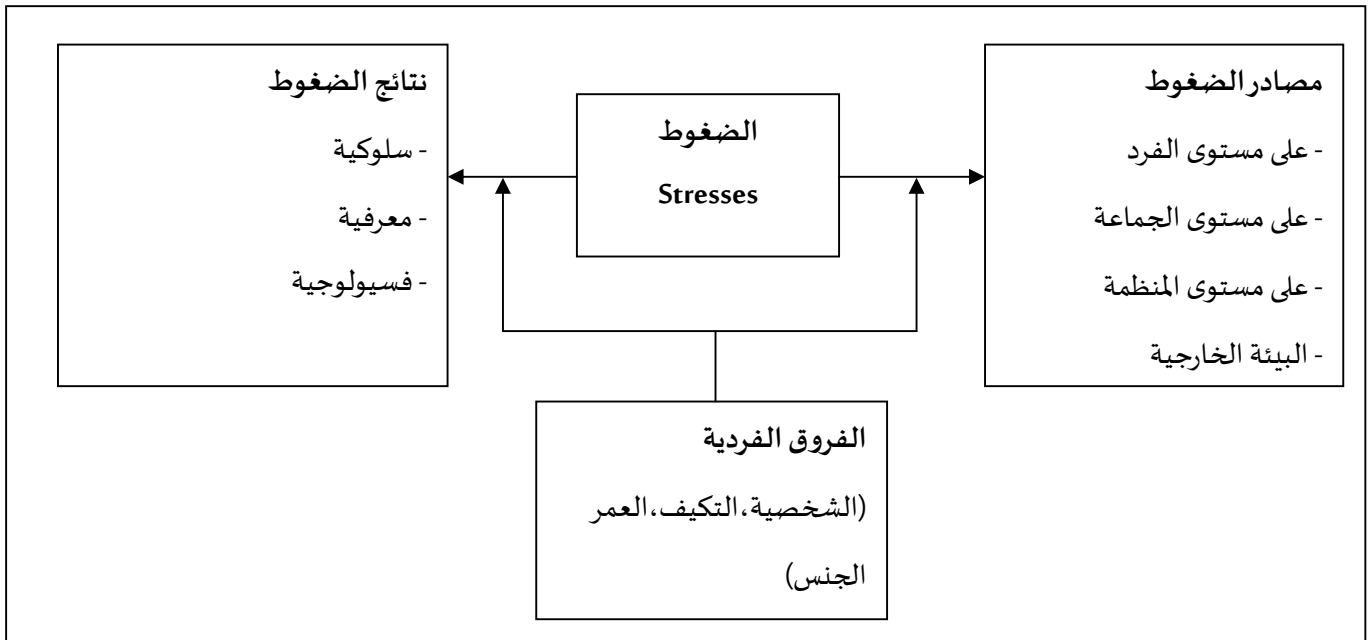 مصادر الضغوط
- على مستوى الفرد
- على مستوى الجماعة
- على مستوى المنظمة
- البيئة الخارجية
الضغوط
Stresses
نتائج الضغوط
- سلوكية
- معرفية
- فسيولوجية
الفروق الفردية
(الشخصية،التكيف،العمر
الجنس)